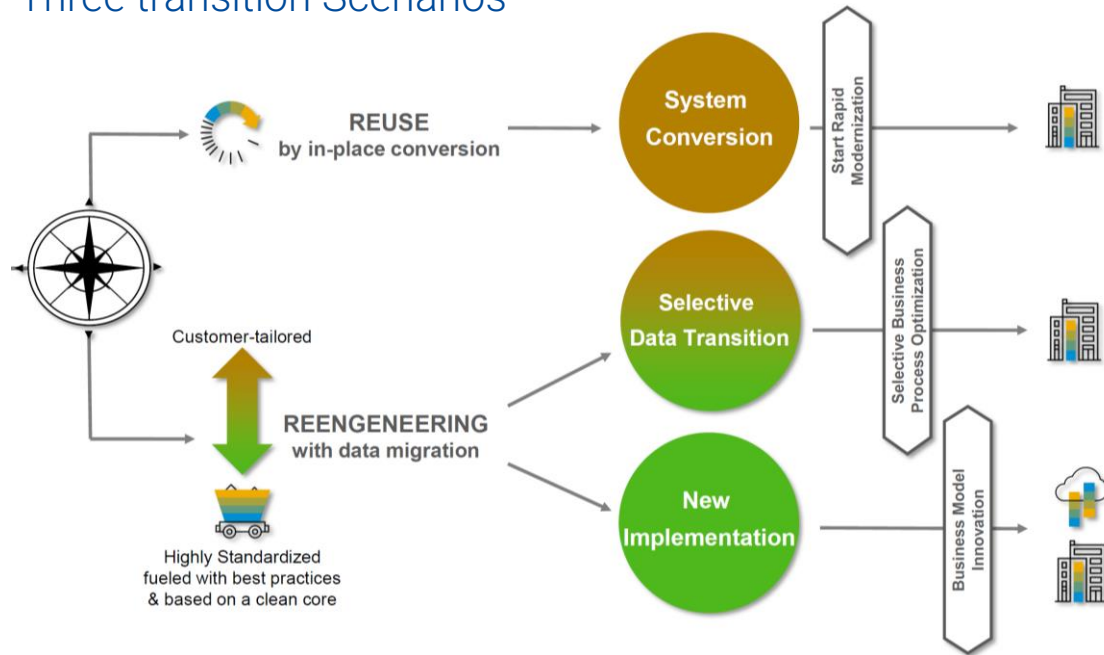 Three transition Scenarios
REUSE
by in-place conversion
System
Conversion
Start Rapid
Modernization
Customer-tailored
REENGENEERING
with data migration
Selective
Data Transition
Selective Business
Process Optimization
Highly Standardized
fueled with best practices
& based on a clean core
New
Implementation
Business Model
Innovation